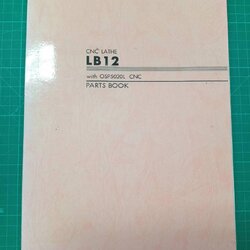 CNC LATHE
LB12
with OSP5020L CNC
PARTS BOOK